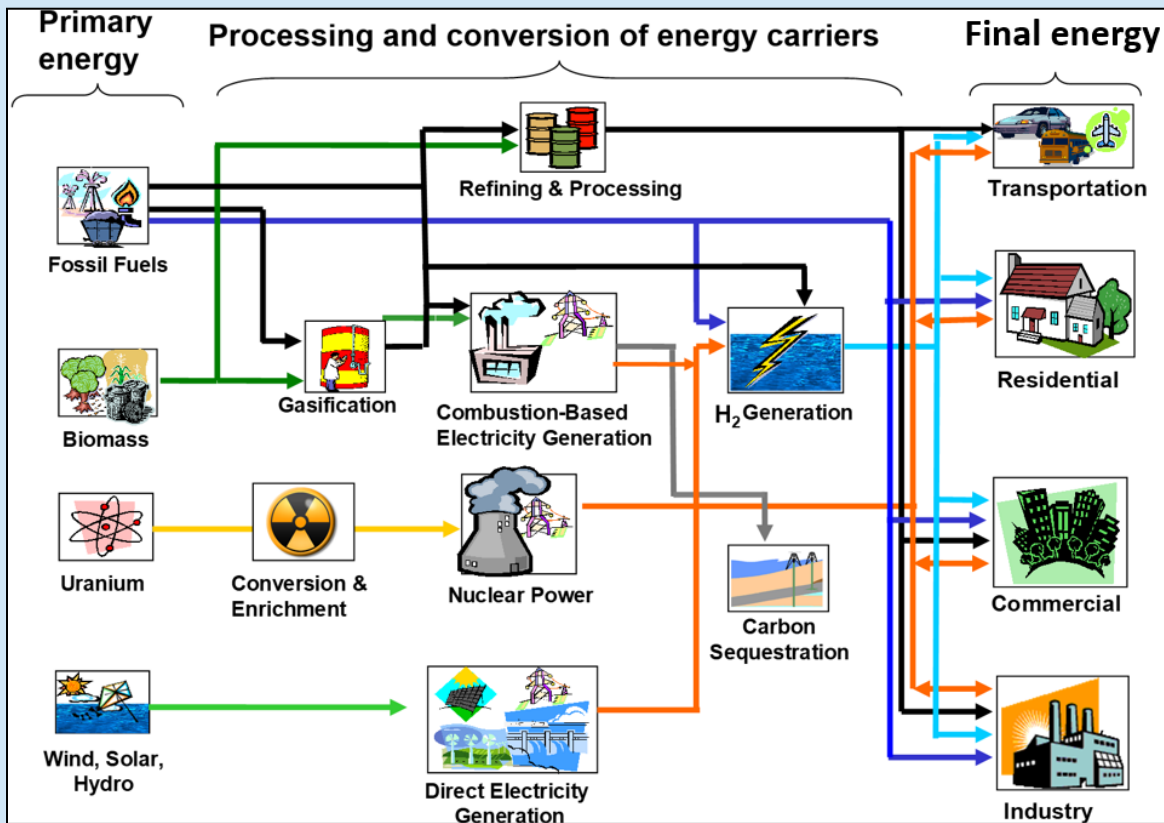 Primary
energy
Processing and conversion of energy carriers
Final energy
Refining & Processing
Transportation
Fossil Fuels
Gasification
Combustion-Based
Electricity Generation
H2 Generation
Residential
Biomass
Uranium
Conversion &
Enrichment
Nuclear Power
Carbon
Sequestration
Commercial
Wind, Solar,
Hydro
Direct Electricity
Generation
Industry